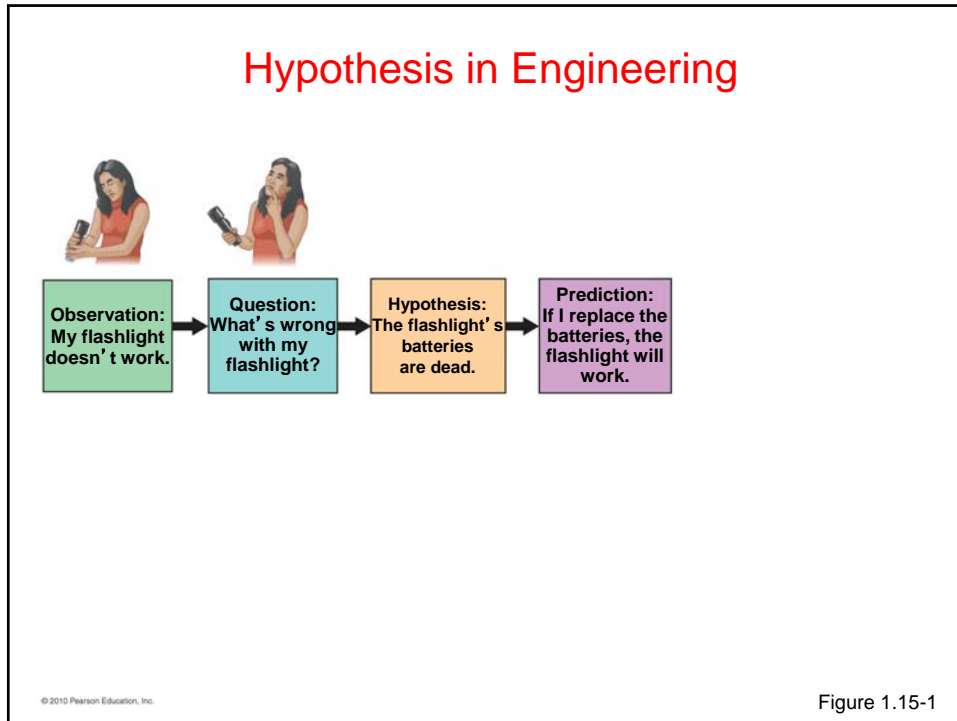 Hypothesis in Engineering
Observation:
My flashlight
doesn’t work.
Question:
What’s wrong
with my
flashlight?
Hypothesis:
The flashlight’s
batteries
are dead.
Prediction:
If I replace the
batteries, the
flashlight will
work.
© 2010 Pearson Education, Inc.
Figure 1.15-1